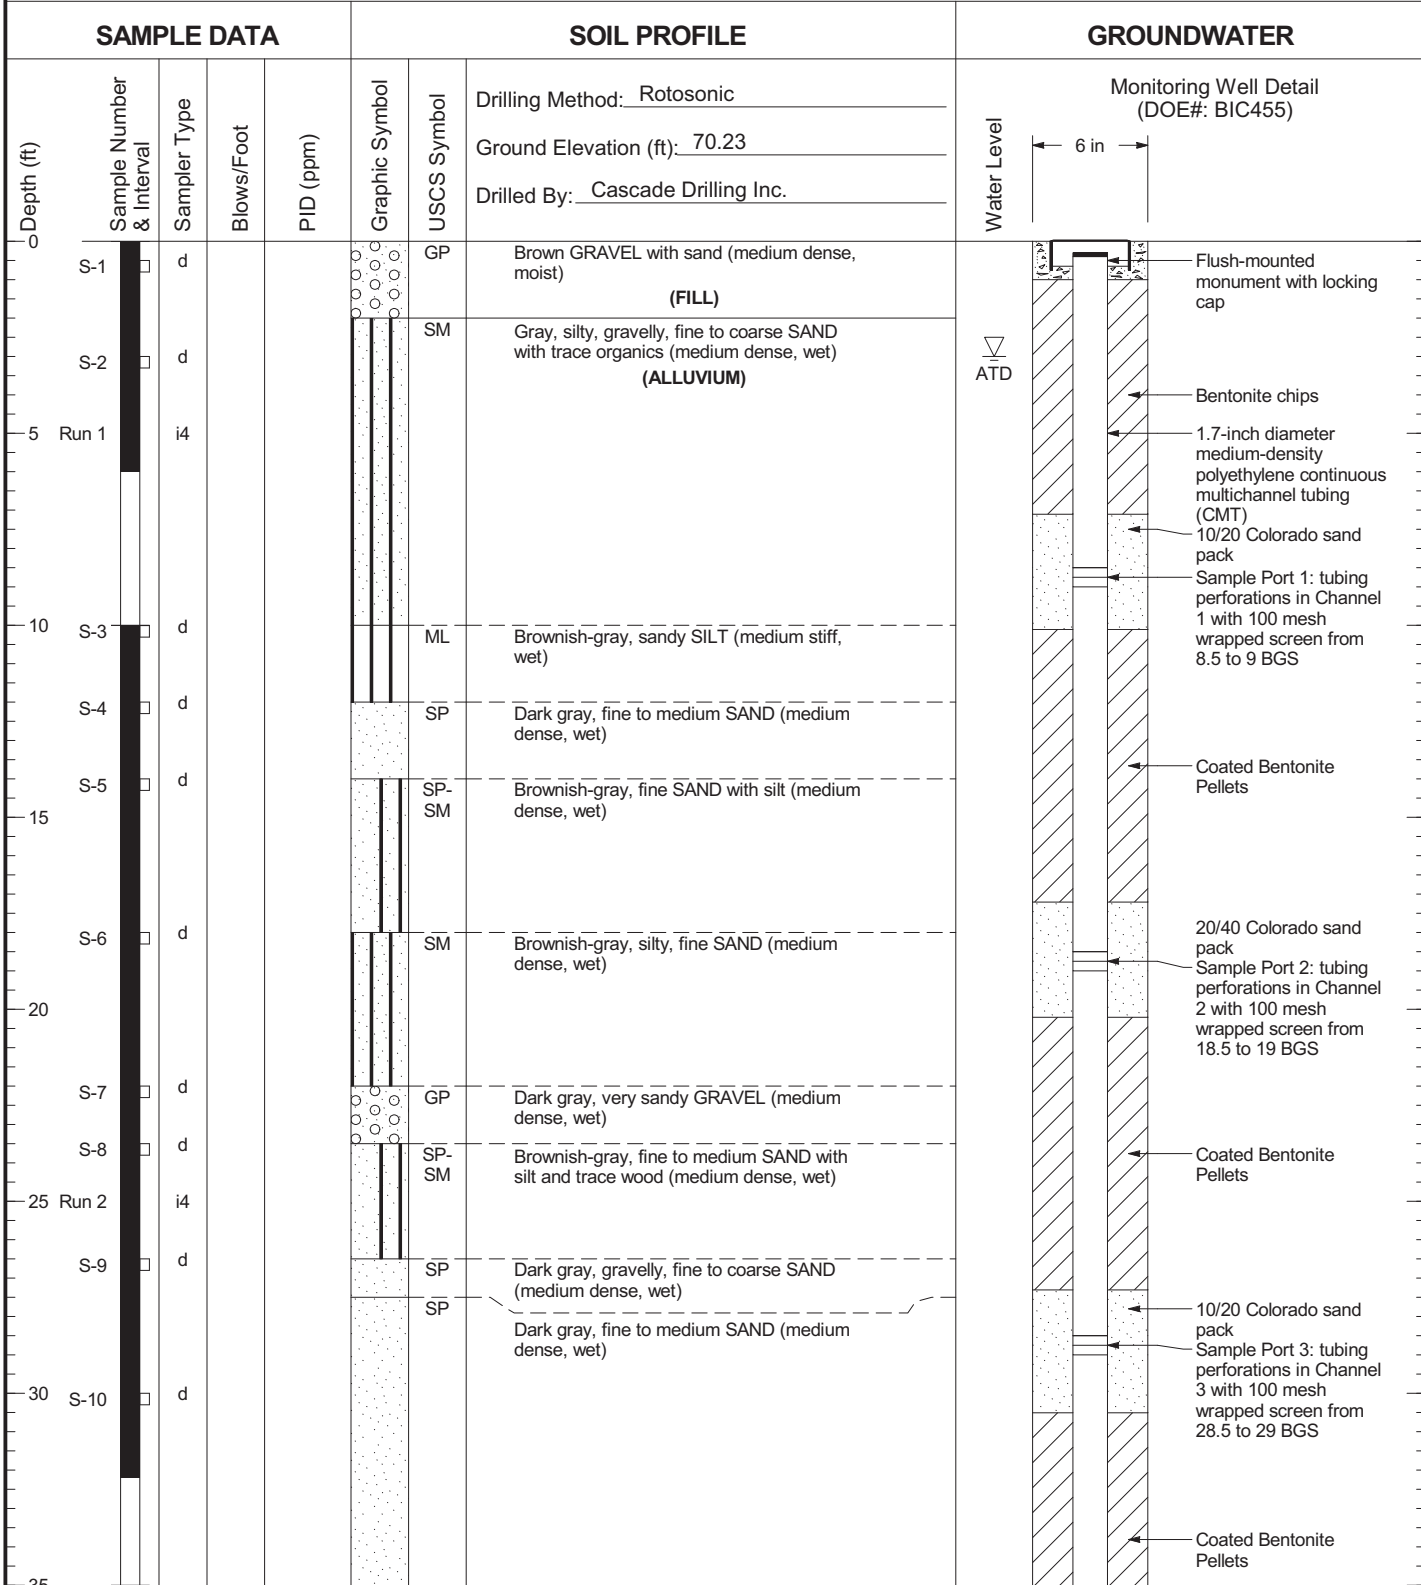 SAMPLE DATA
SOIL PROFILE
GROUNDWATER
Depth (ft)
Sample Number
& Interval
Sampler Type
Blows/Foot
PID (ppm)
Graphic Symbol
USCS Symbol
Drilling Method: Rotosonic
Ground Elevation (ft): 70.23
Drilled By: Cascade Drilling Inc.
Water Level
Monitoring Well Detail
(DOE#: BIC455)
6 in
0
S-1
d
GP
Brown GRAVEL with sand (medium dense,
moist)
(FILL)
Flush-mounted
monument with locking
cap
S-2
d
SM
Gray, silty, gravelly, fine to coarse SAND
with trace organics (medium dense, wet)
(ALLUVIUM)
ATD
Bentonite chips
5
Run 1
i4
1.7-inch diameter
medium-density
polyethylene continuous
multichannel tubing
(CMT)
10/20 Colorado sand
pack
Sample Port 1: tubing
perforations in Channel
1 with 100 mesh
wrapped screen from
8.5 to 9 BGS
10
S-3
d
ML
Brownish-gray, sandy SILT (medium stiff,
wet)
S-4
d
SP
Dark gray, fine to medium SAND (medium
dense, wet)
Coated Bentonite
Pellets
S-5
d
SP-
SM
Brownish-gray, fine SAND with silt (medium
dense, wet)
15
S-6
d
SM
Brownish-gray, silty, fine SAND (medium
dense, wet)
20/40 Colorado sand
pack
Sample Port 2: tubing
perforations in Channel
2 with 100 mesh
wrapped screen from
18.5 to 19 BGS
20
S-7
d
GP
Dark gray, very sandy GRAVEL (medium
dense, wet)
S-8
d
SP-
SM
Brownish-gray, fine to medium SAND with
silt and trace wood (medium dense, wet)
Coated Bentonite
Pellets
25
Run 2
i4
S-9
d
SP
Dark gray, gravelly, fine to coarse SAND
(medium dense, wet)
SP
Dark gray, fine to medium SAND (medium
dense, wet)
10/20 Colorado sand
pack
Sample Port 3: tubing
perforations in Channel
3 with 100 mesh
wrapped screen from
28.5 to 29 BGS
30
S-10
d
Coated Bentonite
Pellets
35